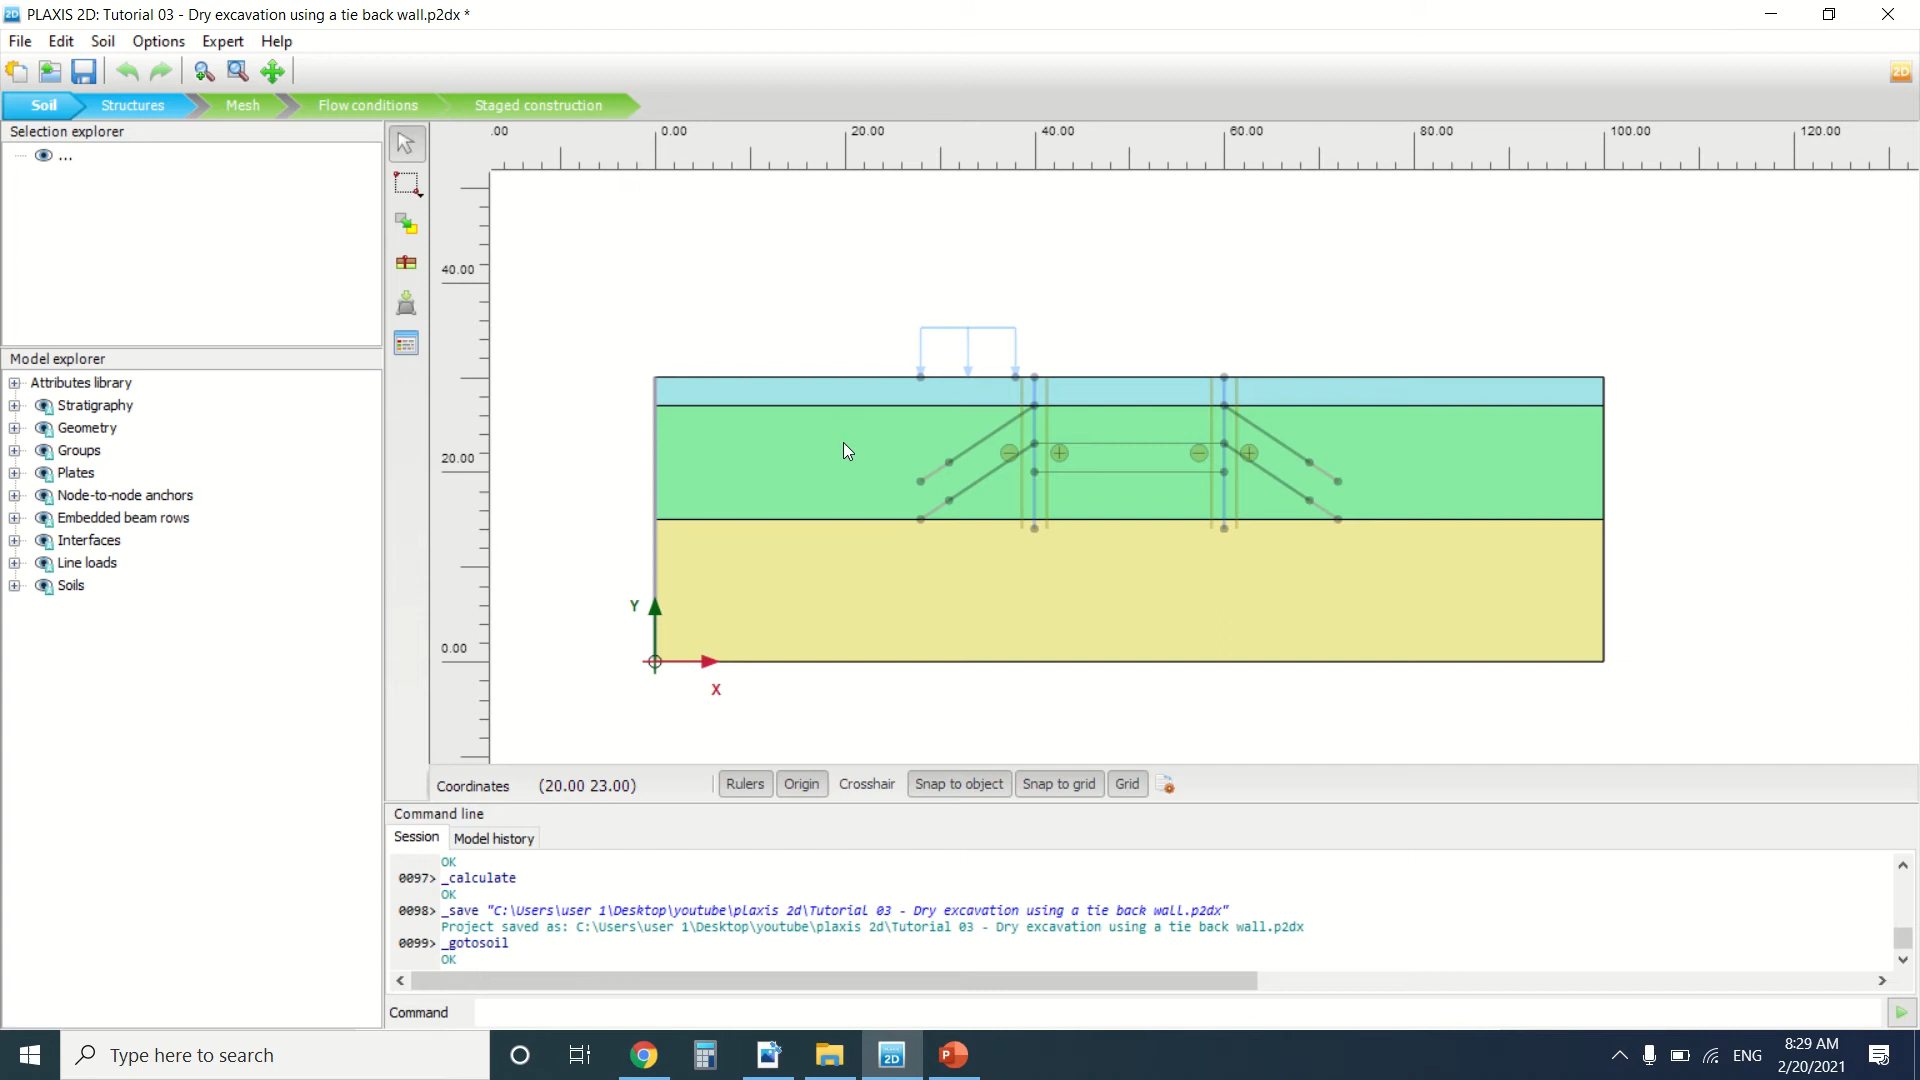 PLAXIS 2D: Tutorial 03 - Dry excavation using a tie back wall.p2dx *
File Edit Soil Options Expert Help
Soil Structures Mesh Flow conditions Staged construction
Selection explorer
...
Model explorer
Attributes library
Stratigraphy
Geometry
Groups
Plates
Node-to-node anchors
Embedded beam rows
Interfaces
Line loads
Soils
.00 0.00 20.00 40.00 60.00 80.00 100.00 120.00
40.00
20.00
0.00
Y
X
Coordinates (20.00 23.00) Rulers Origin Crosshair Snap to object Snap to grid Grid
Command line
Session Model history
OK
0097> _calculate
OK
0098> _save "C:\Users\user 1\Desktop\youtube\plaxis 2d\Tutorial 03 - Dry excavation using a tie back wall.p2dx"
Project saved as: C:\Users\user 1\Desktop\youtube\plaxis 2d\Tutorial 03 - Dry excavation using a tie back wall.p2dx
0099> _gotosoil
OK
Command
Type here to search
2D
P
ENG
8:29 AM
2/20/2021